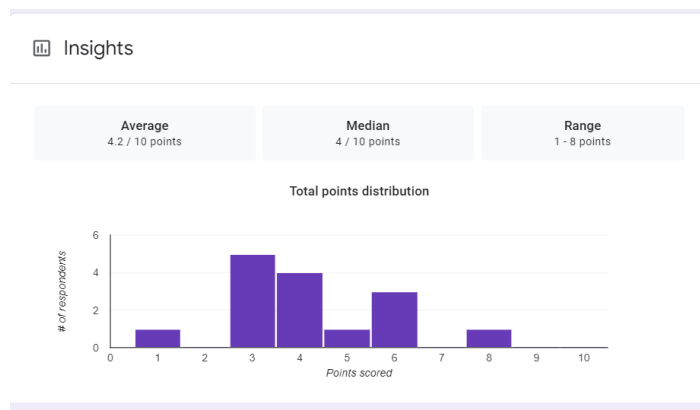 Insights
Average
4.2 / 10 points
Median
4 / 10 points
Range
1 - 8 points
Total points distribution
# of respondents
6
4
2
0
0 1 2 3 4 5 6 7 8 9 10
Points scored